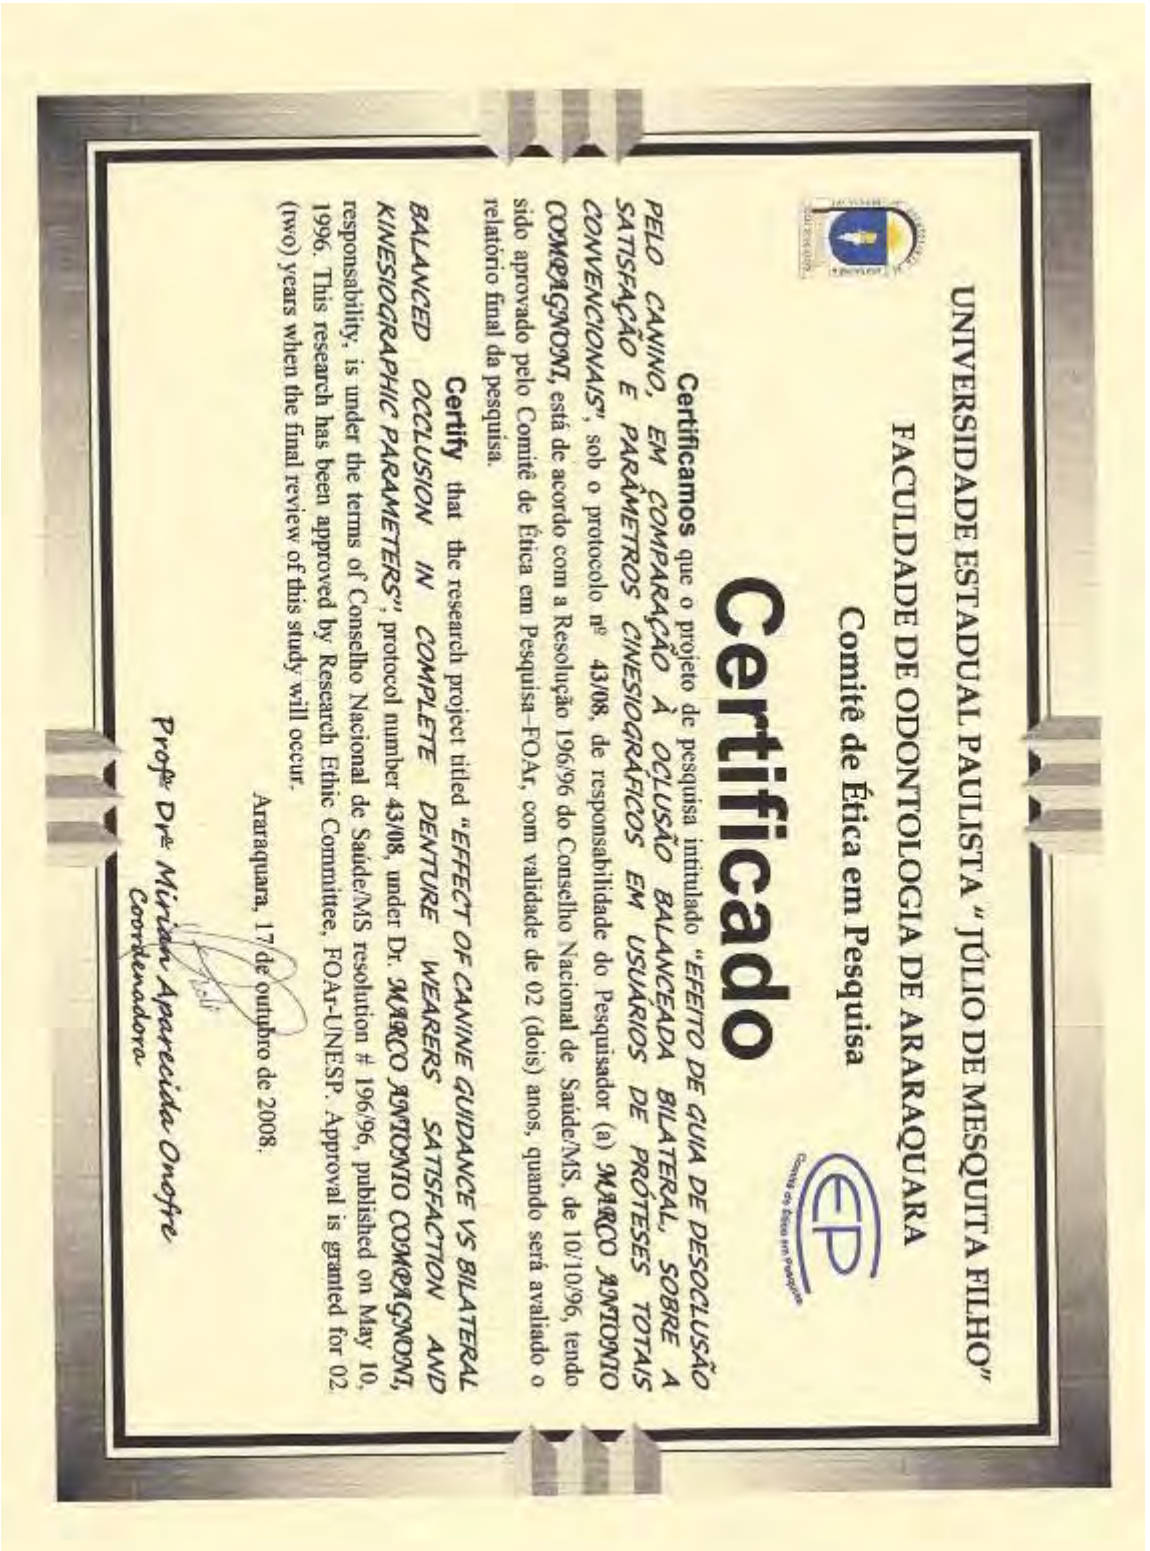 UNIVERSIDADE ESTADUAL PAULISTA " JÚLIO DE MESQUITA FILHO"
FACULDADE DE ODONTOLOGIA DE ARARAQUARA
Comitê de Ética em Pesquisa
CEP
Comitê de Ética em Pesquisa
Certificado
Certificamos que o projeto de pesquisa intitulado "EFEITO DE GUIA DE DESOCLUSÃO
PELO CANINO, EM COMPARAÇÃO À OCLUSÃO BALANCEADA BILATERAL, SOBRE A
SATISFAÇÃO E PARÂMETROS CINESIOGRÁFICOS EM USUÁRIOS DE PRÓTESES TOTAIS
CONVENCIONAIS", sob o protocolo nº 43/08, de responsabilidade do Pesquisador (a) MARCO ANTONIO
COMPAGNONI, está de acordo com a Resolução 196/96 do Conselho Nacional de Saúde/MS, de 10/10/96, tendo
sido aprovado pelo Comitê de Ética em Pesquisa-FOAr, com validade de 02 (dois) anos, quando será avaliado o
relatório final da pesquisa.
Certify that the research project titled "EFFECT OF CANINE GUIDANCE VS BILATERAL
BALANCED OCCLUSION IN COMPLETE DENTURE WEARERS SATISFACTION AND
KINESIOGRAPHIC PARAMETERS", protocol number 43/08, under Dr. MARCO ANTONIO COMPAGNONI,
responsability, is under the terms of Conselho Nacional de Saúde/MS resolution # 196/96, published on May 10,
1996. This research has been approved by Research Ethic Committee, FOAr-UNESP. Approval is granted for 02
(two) years when the final review of this study will occur.
Araraquara, 17 de outubro de 2008.
Profª Drª Mirian Aparecida Onofre
Coordenadora